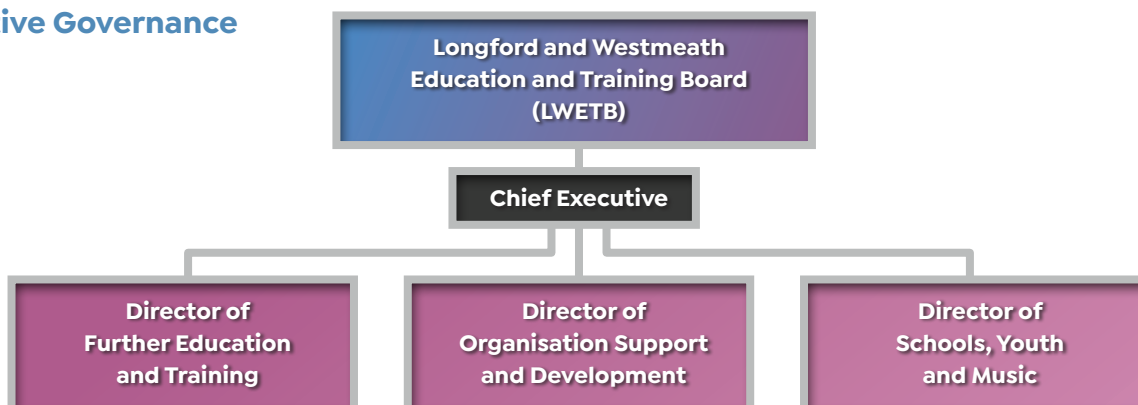 tive Governance
Longford and Westmeath
Education and Training Board
(LWETB)
Chief Executive
Director of
Further Education
and Training
Director of
Organisation Support
and Development
Director of
Schools, Youth
and Music